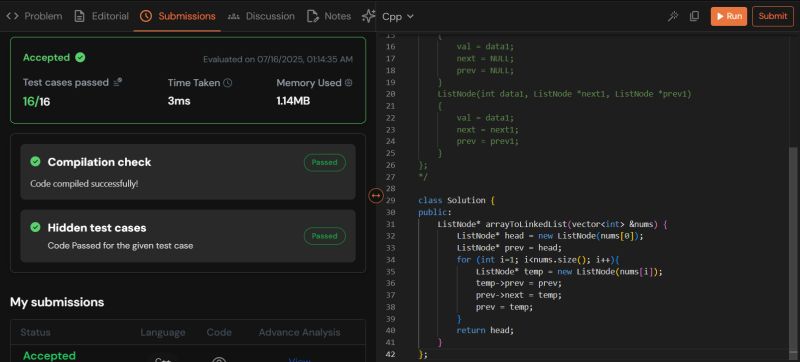 Problem Editorial Submissions Discussion Notes
Cpp Run Submit
Accepted Evaluated on 07/16/2025, 01:14:35 AM
Test cases passed Time Taken Memory Used
16/16 3ms 1.14MB
Compilation check Passed
Code compiled successfully!
Hidden test cases Passed
Code Passed for the given test case
My submissions
Status Language Code Advance Analysis
Accepted C++ View
15 {
16 val = data1;
17 next = NULL;
18 prev = NULL;
19 }
20 ListNode(int data1, ListNode *next1, ListNode *prev1)
21 {
22 val = data1;
23 next = next1;
24 prev = prev1;
25 }
26 };
27 */
28
29 class Solution {
30 public:
31 ListNode* arrayToLinkedList(vector<int> &nums) {
32 ListNode* head = new ListNode(nums[0]);
33 ListNode* prev = head;
34 for (int i=1; i<nums.size(); i++){
35 ListNode* temp = new ListNode(nums[i]);
36 temp->prev = prev;
37 prev->next = temp;
38 prev = temp;
39 }
40 return head;
41 }
42 };